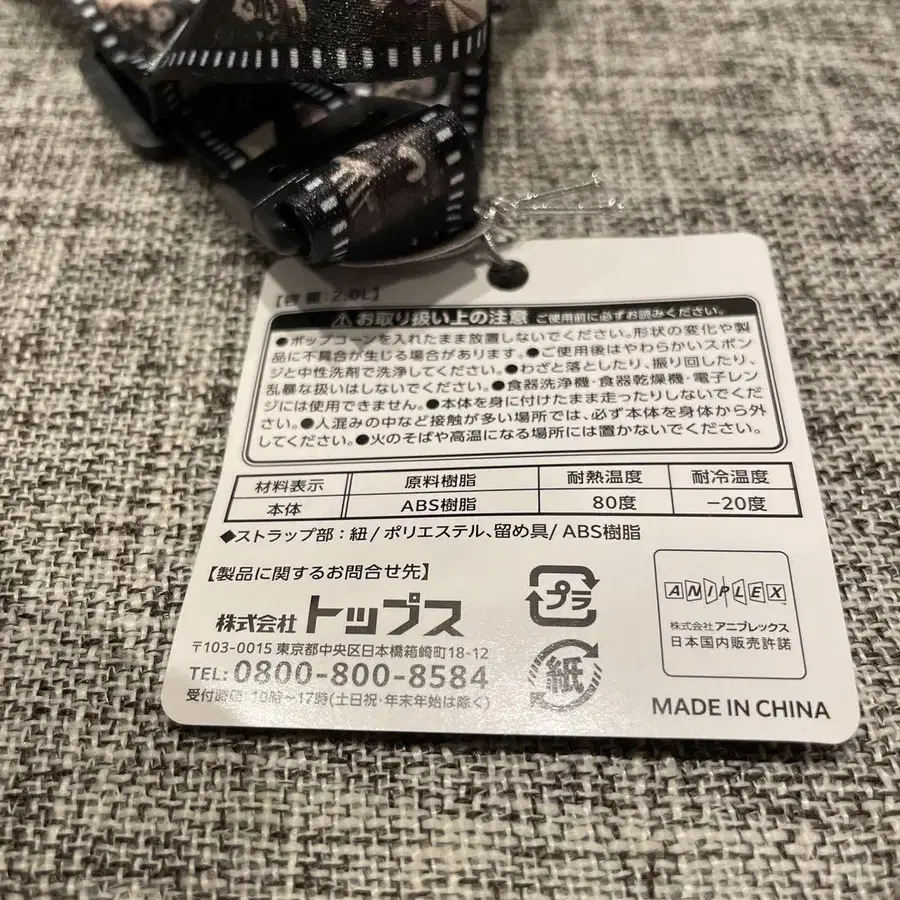 【容量:2.0L】
⚠お取り扱い上の注意 ご使用前に必ずお読みください。
●ポップコーンを入れたまま放置しないでください。形状の変化や製
品に不具合が生じる場合があります。●ご使用後はやわらかいスポン
ジと中性洗剤で洗浄してください。●わざと落としたり、振り回したり、
乱暴な扱いはしないでください。●食器洗浄機・食器乾燥機・電子レン
ジには使用できません。●本体を身に付けたまま走ったりしないでくだ
さい。●人混みの中など接触が多い場所では、必ず本体を身体から外
してください。●火のそばや高温になる場所には置かないでください。
材料表示 原料樹脂 耐熱温度 耐冷温度
本体 ABS樹脂 80度 −20度
◆ストラップ部：紐/ポリエステル、留め具/ABS樹脂
【製品に関するお問合せ先】
株式会社トップス
〒103-0015 東京都中央区日本橋箱崎町18-12
TEL: 0800-800-8584
受付時間 10時〜17時(土日祝・年末年始は除く)
プラ
紙
ANIPLEX™
株式会社アニプレックス
日本国内販売許諾
MADE IN CHINA